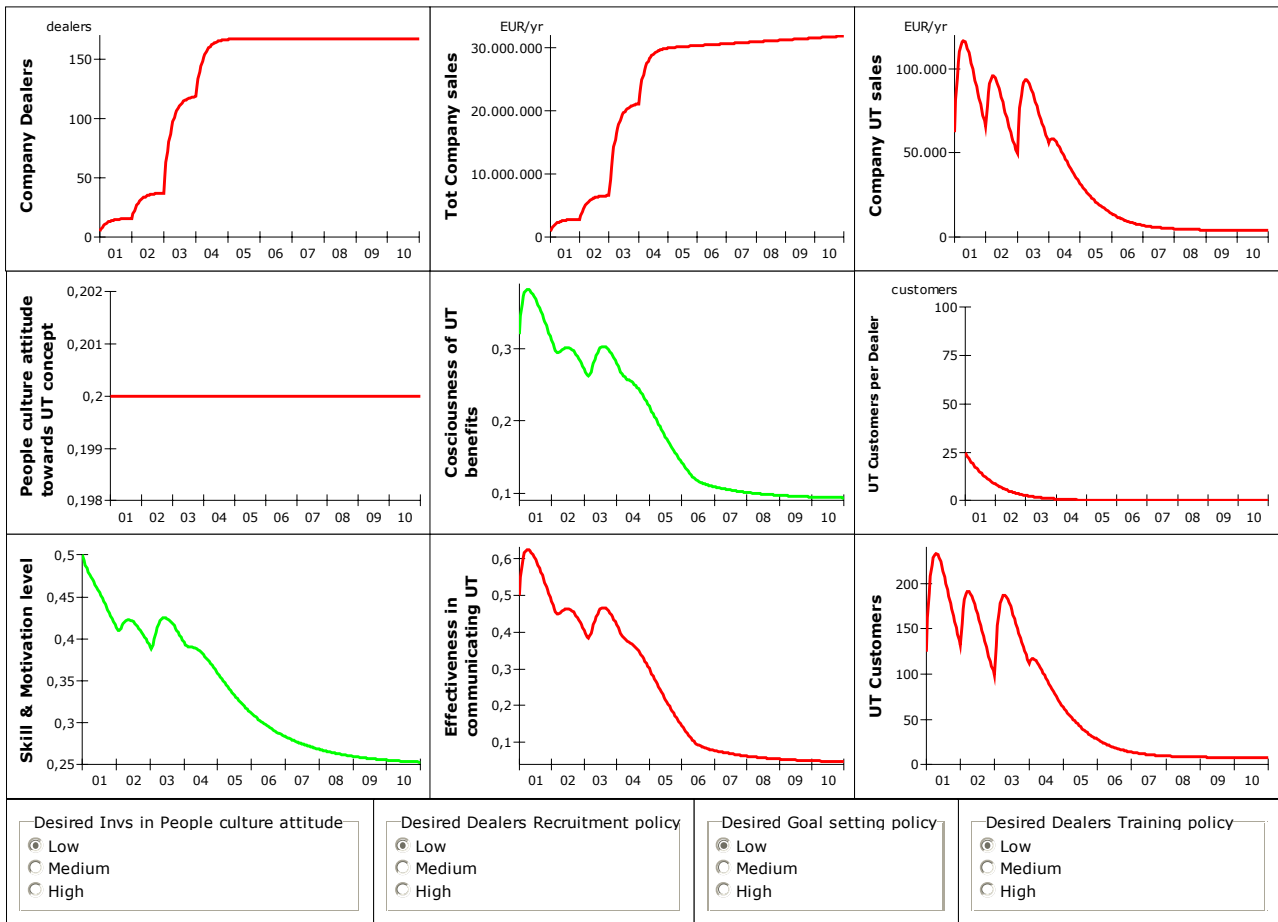 dealers
Company Dealers
150
100
50
0
01 02 03 04 05 06 07 08 09 10
EUR/yr
Tot Company sales
30.000.000
20.000.000
10.000.000
0
01 02 03 04 05 06 07 08 09 10
EUR/yr
Company UT sales
100.000
50.000
0
01 02 03 04 05 06 07 08 09 10
People culture attitude
towards UT concept
0,202
0,201
0,2
0,199
0,198
01 02 03 04 05 06 07 08 09 10
Cosciousness of UT
benefits
0,3
0,2
0,1
01 02 03 04 05 06 07 08 09 10
customers
UT Customers per Dealer
100
75
50
25
0
01 02 03 04 05 06 07 08 09 10
Skill & Motivation level
0,5
0,45
0,4
0,35
0,3
0,25
01 02 03 04 05 06 07 08 09 10
Effectiveness in
communicating UT
0,6
0,5
0,4
0,3
0,2
0,1
01 02 03 04 05 06 07 08 09 10
UT Customers
200
150
100
50
0
01 02 03 04 05 06 07 08 09 10
Desired Invs in People culture attitude
Low
Medium
High
Desired Dealers Recruitment policy
Low
Medium
High
Desired Goal setting policy
Low
Medium
High
Desired Dealers Training policy
Low
Medium
High